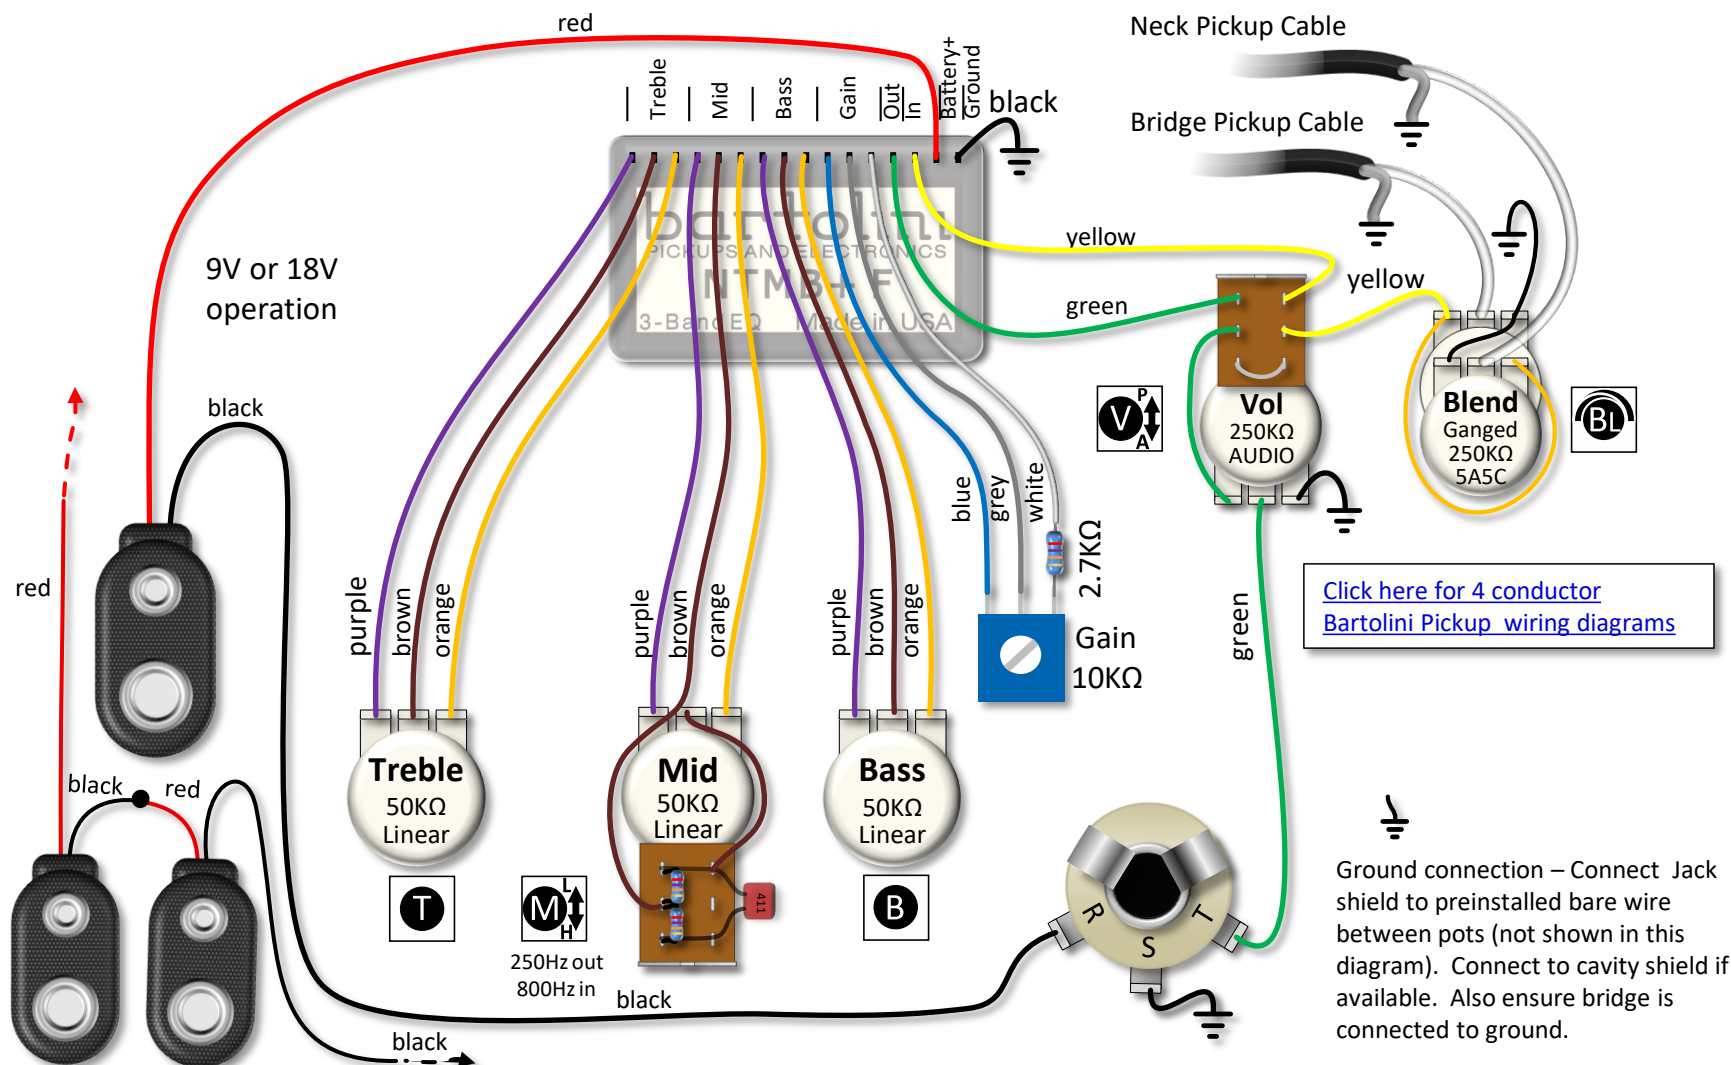 red
Treble
Mid
Bass
Gain
Out
In
Battery+
Ground
black
Neck Pickup Cable
Bridge Pickup Cable
bartolini
PICKUPS AND ELECTRONICS
NTMB+ F
3-Band EQ Made in USA
9V or 18V
operation
yellow
green
yellow
black
red
V
P
A
Vol
250KΩ
AUDIO
Blend
Ganged
250KΩ
5A5C
BL
blue
grey
white
2.7KΩ
Gain
10KΩ
green
Click here for 4 conductor
Bartolini Pickup wiring diagrams
purple
brown
orange
purple
brown
orange
purple
brown
orange
Treble
50KΩ
Linear
Mid
50KΩ
Linear
Bass
50KΩ
Linear
black
red
T
M
L
H
250Hz out
800Hz in
411
B
R
S
T
black
black
Ground connection – Connect Jack
shield to preinstalled bare wire
between pots (not shown in this
diagram). Connect to cavity shield if
available. Also ensure bridge is
connected to ground.